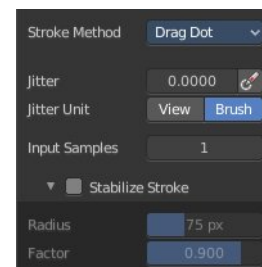 Stroke Method Drag Dot
Jitter 0.0000
Jitter Unit View Brush
Input Samples 1
Stabilize Stroke
Radius 75 px
Factor 0.900